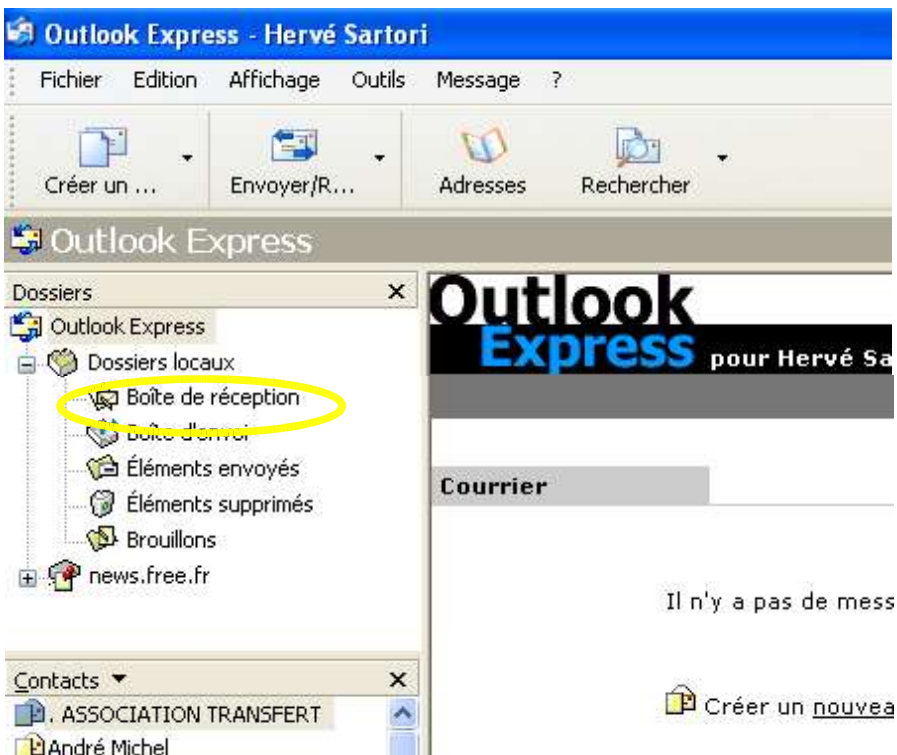 Outlook Express - Hervé Sartori
Fichier Edition Affichage Outils Message ?
Créer un ... Envoyer/R... Adresses Rechercher
Outlook Express
Dossiers
Outlook Express
Dossiers locaux
Boîte de réception
Boîte d'envoi
Éléments envoyés
Éléments supprimés
Brouillons
news.free.fr
Contacts
. ASSOCIATION TRANSFERT
André Michel
Outlook
Express pour Hervé Sa
Courrier
Il n'y a pas de mess
Créer un nouvea